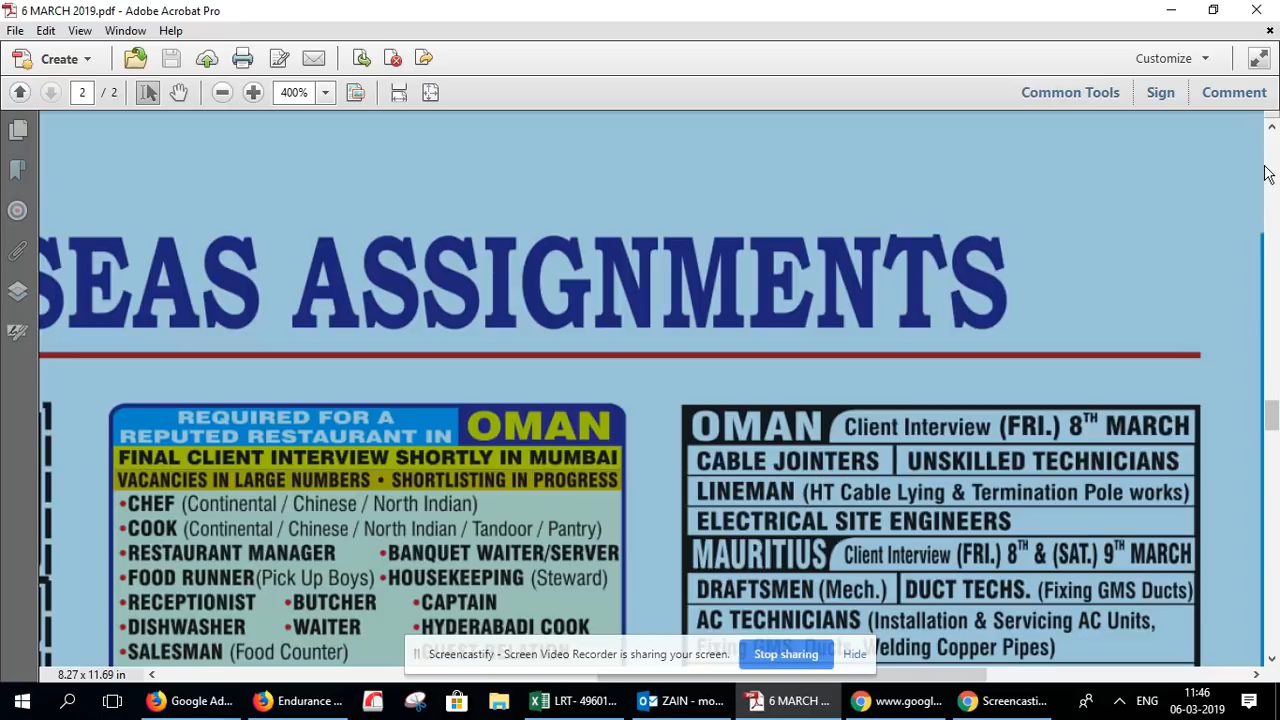 6 MARCH 2019.pdf - Adobe Acrobat Pro
File Edit View Window Help
Create
Customize
2 / 2
400%
Common Tools Sign Comment
SEAS ASSIGNMENTS
REQUIRED FOR A
REPUTED RESTAURANT IN OMAN
FINAL CLIENT INTERVIEW SHORTLY IN MUMBAI
VACANCIES IN LARGE NUMBERS • SHORTLISTING IN PROGRESS
•CHEF (Continental / Chinese / North Indian)
•COOK (Continental / Chinese / North Indian / Tandoor / Pantry)
•RESTAURANT MANAGER •BANQUET WAITER/SERVER
•FOOD RUNNER(Pick Up Boys) •HOUSEKEEPING (Steward)
•RECEPTIONIST •BUTCHER •CAPTAIN
•DISHWASHER •WAITER •HYDERABADI COOK
•SALESMAN (Food Counter)
OMAN Client Interview (FRI.) 8TH MARCH
CABLE JOINTERS UNSKILLED TECHNICIANS
LINEMAN (HT Cable Lying & Termination Pole works)
ELECTRICAL SITE ENGINEERS
MAURITIUS Client Interview (FRI.) 8TH & (SAT.) 9TH MARCH
DRAFTSMEN (Mech.) DUCT TECHS. (Fixing GMS Ducts)
AC TECHNICIANS (Installation & Servicing AC Units,
Fixing GMS, Ducts, Welding Copper Pipes)
Screencastify - Screen Video Recorder is sharing your screen. Stop sharing Hide
8.27 x 11.69 in
Google Ad... Endurance ... LRT- 49601... ZAIN - mo... 6 MARCH ... www.googl... Screencasti... ENG 11:46
06-03-2019